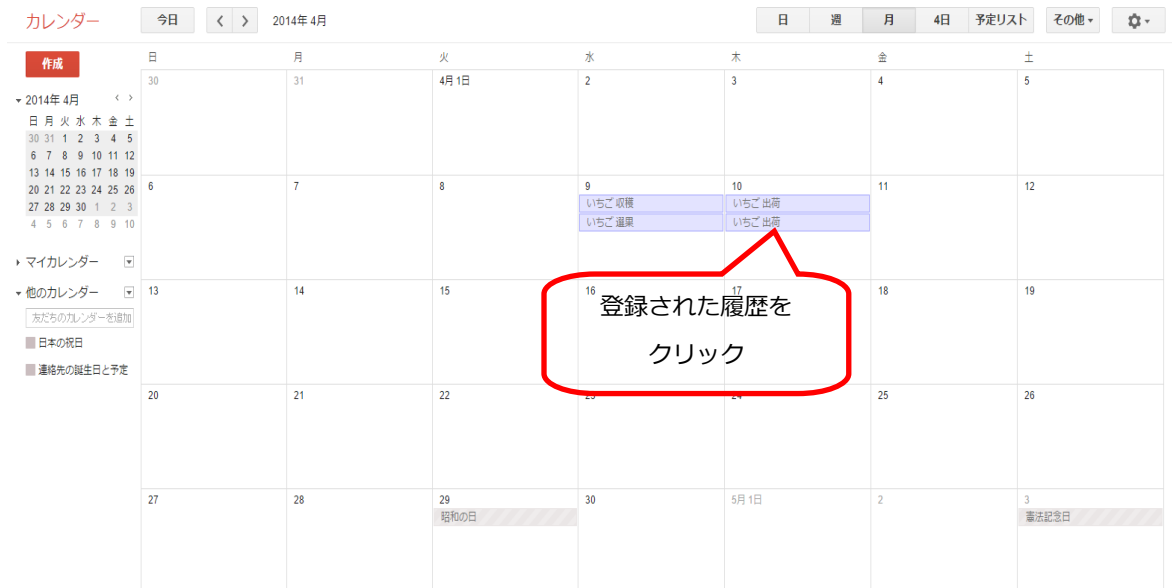 カレンダー 今日 2014年 4月 日 週 月 4日 予定リスト その他
作成
2014年 4月
日 月 火 水 木 金 土
30 31 1 2 3 4 5
6 7 8 9 10 11 12
13 14 15 16 17 18 19
20 21 22 23 24 25 26
27 28 29 30 1 2 3
4 5 6 7 8 9 10
マイカレンダー
他のカレンダー
友だちのカレンダーを追加
日本の祝日
連絡先の誕生日と予定
日 月 火 水 木 金 土
30 31 4月 1日 2 3 4 5
6 7 8 9 10 11 12
いちご 収穫 いちご 出荷
いちご 選果 いちご 出荷
13 14 15 16 17 18 19
登録された履歴を
クリック
20 21 22 23 24 25 26
27 28 29 30 5月 1日 2 3
昭和の日 憲法記念日